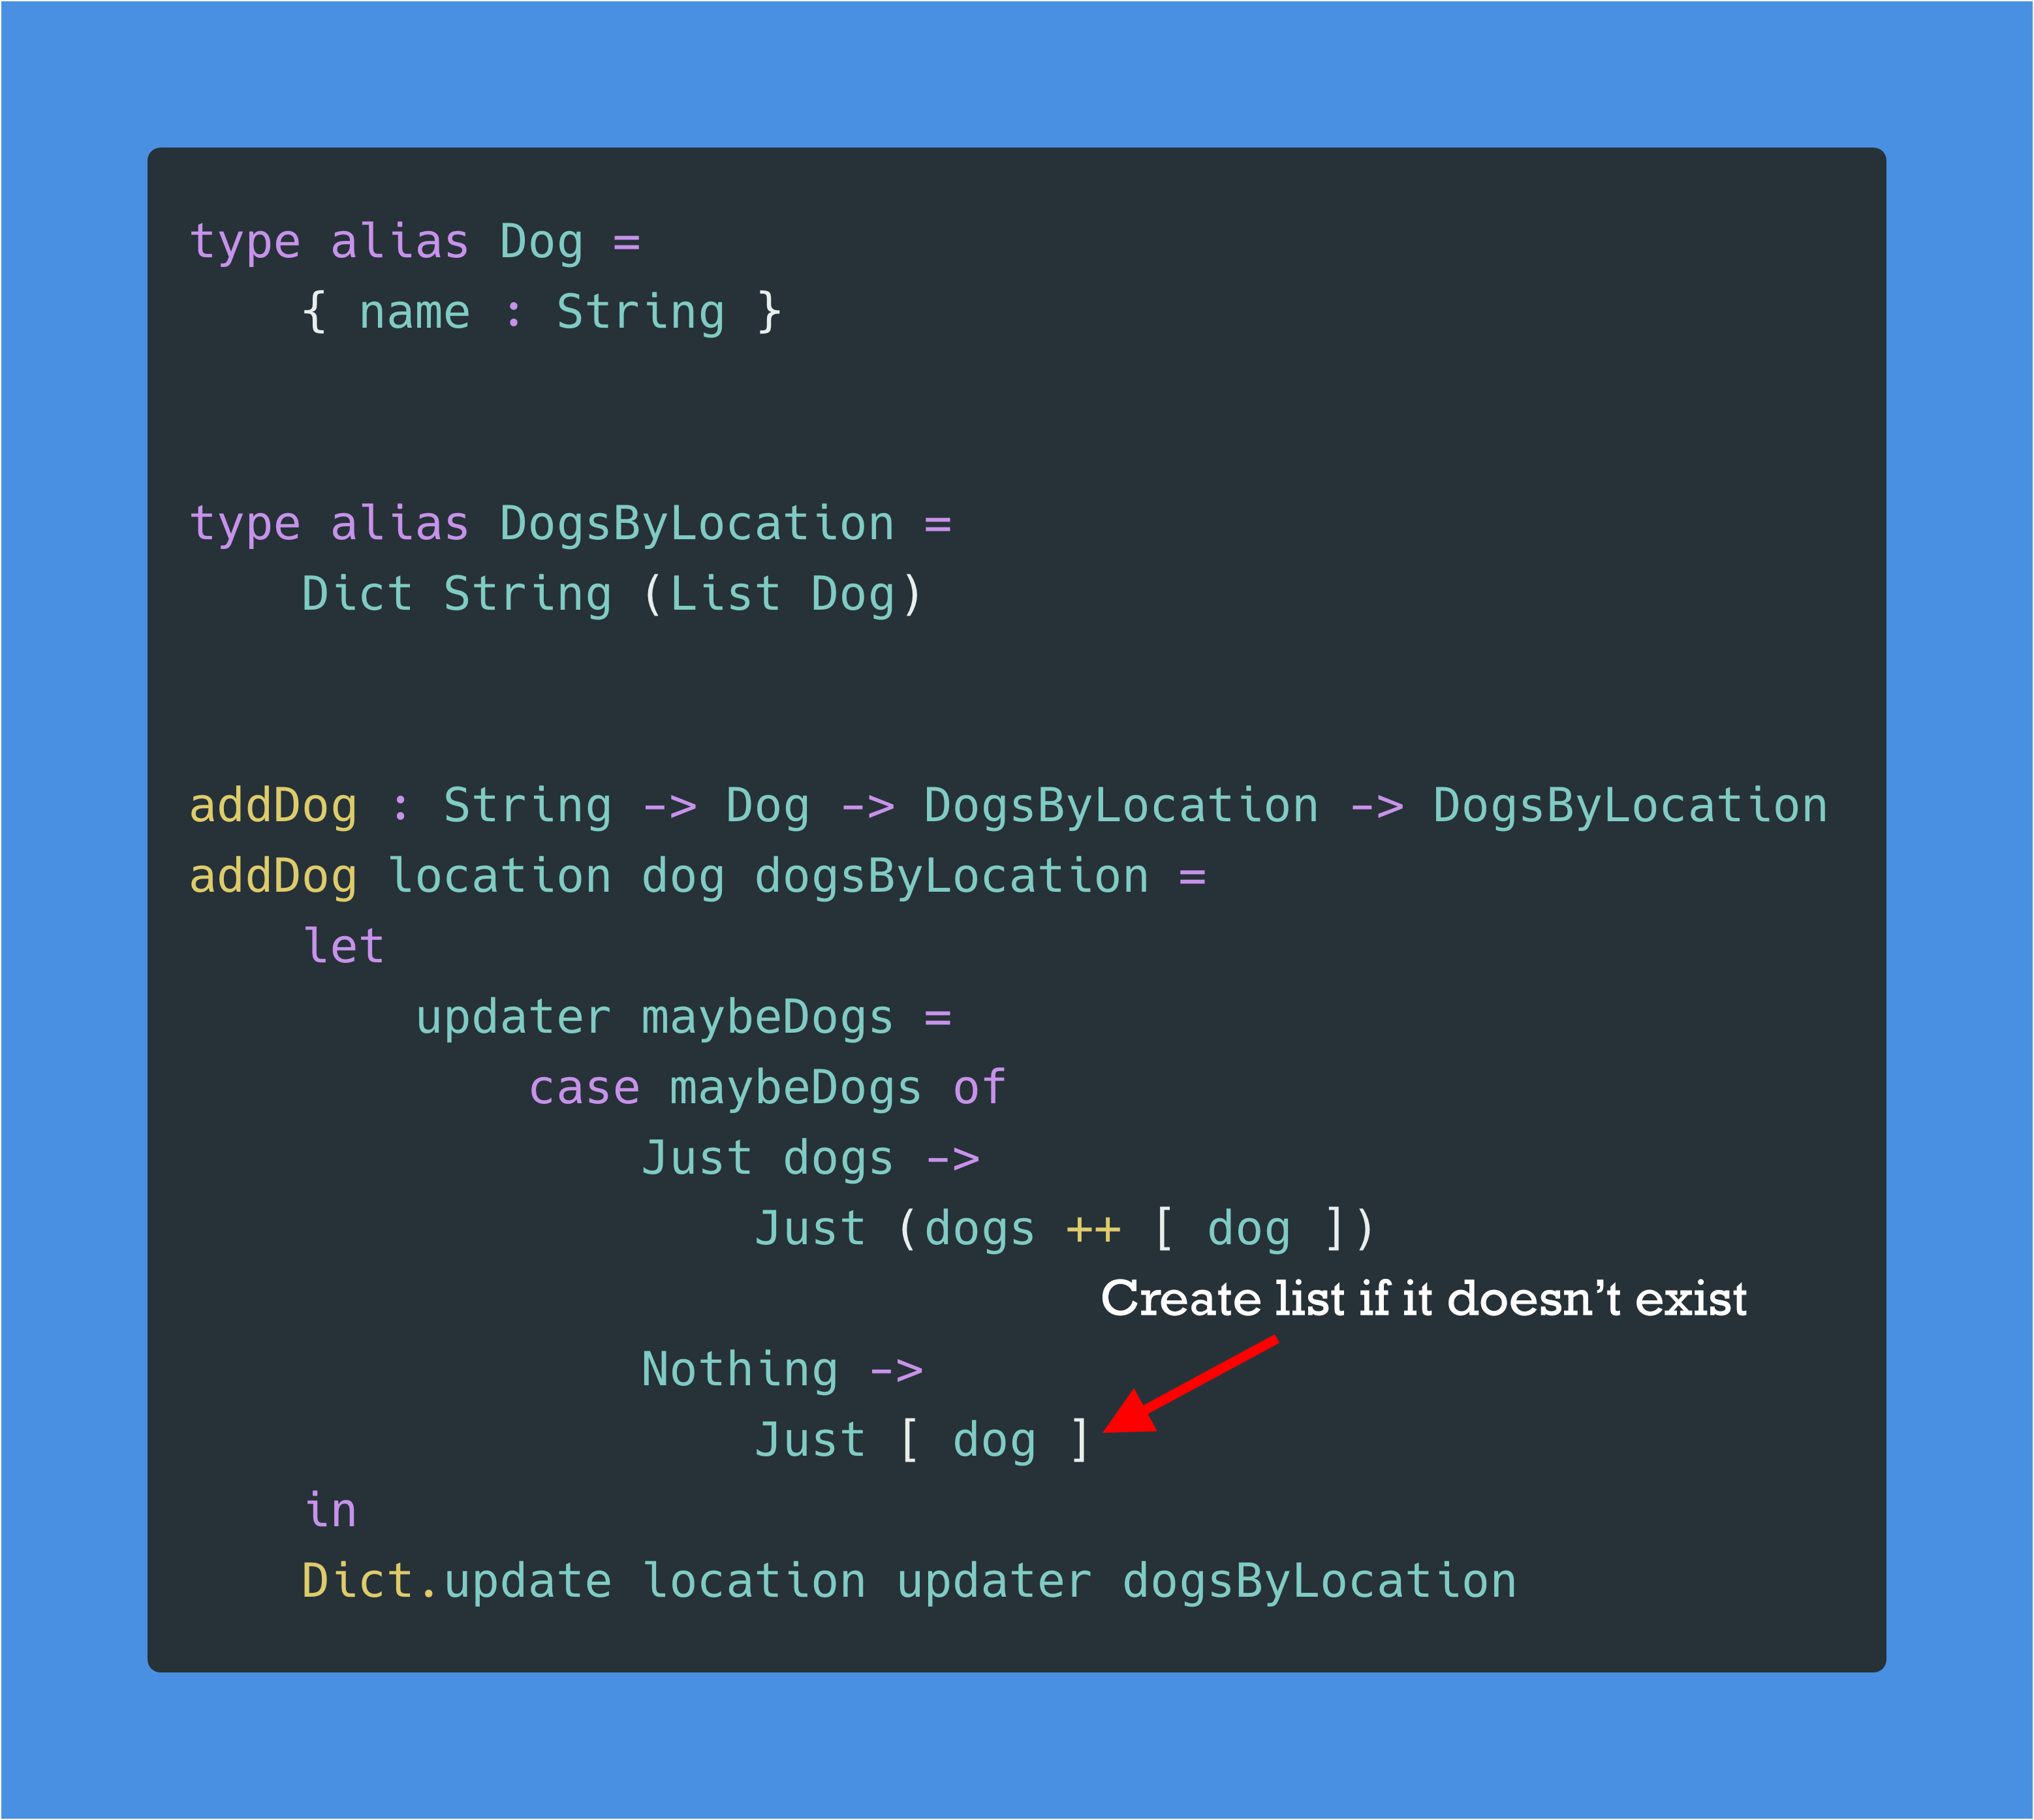 type alias Dog =
    { name : String }
type alias DogsByLocation =
    Dict String (List Dog)
addDog : String -> Dog -> DogsByLocation -> DogsByLocation
addDog location dog dogsByLocation =
    let
        updater maybeDogs =
            case maybeDogs of
                Just dogs ->
                    Just (dogs ++ [ dog ])
Create list if it doesn’t exist
                Nothing ->
                    Just [ dog ]
    in
    Dict.update location updater dogsByLocation